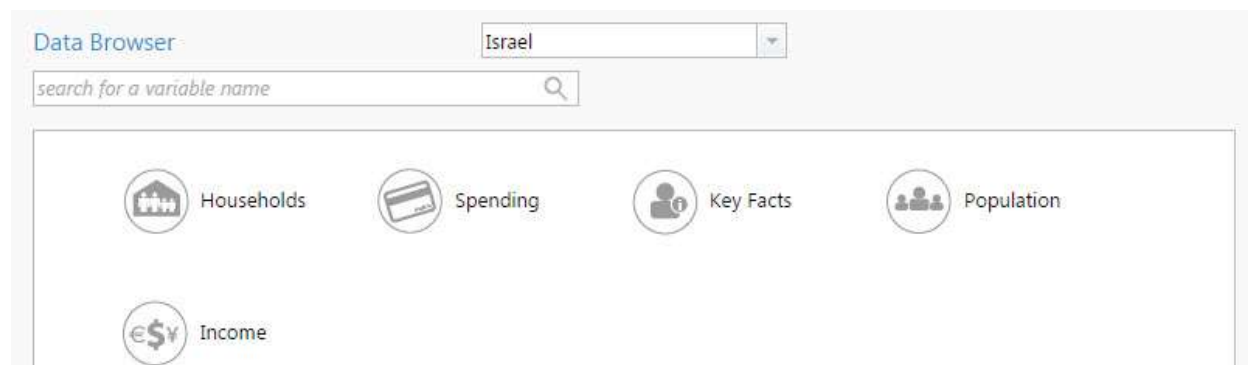 Data Browser
Israel
search for a variable name
Households
Spending
Key Facts
Population
€$¥
Income